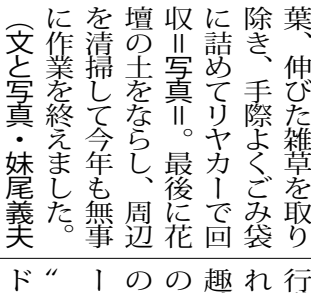 葉、伸びた雑草を取り
除き、手際よくごみ袋
に詰めてリヤカーで回
収＝写真＝。最後に花
壇の土をならし、周辺
を清掃して今年も無事
に作業を終えました。
（文と写真・妹尾義夫
行
れ
趣
の
の
ー
“
ド